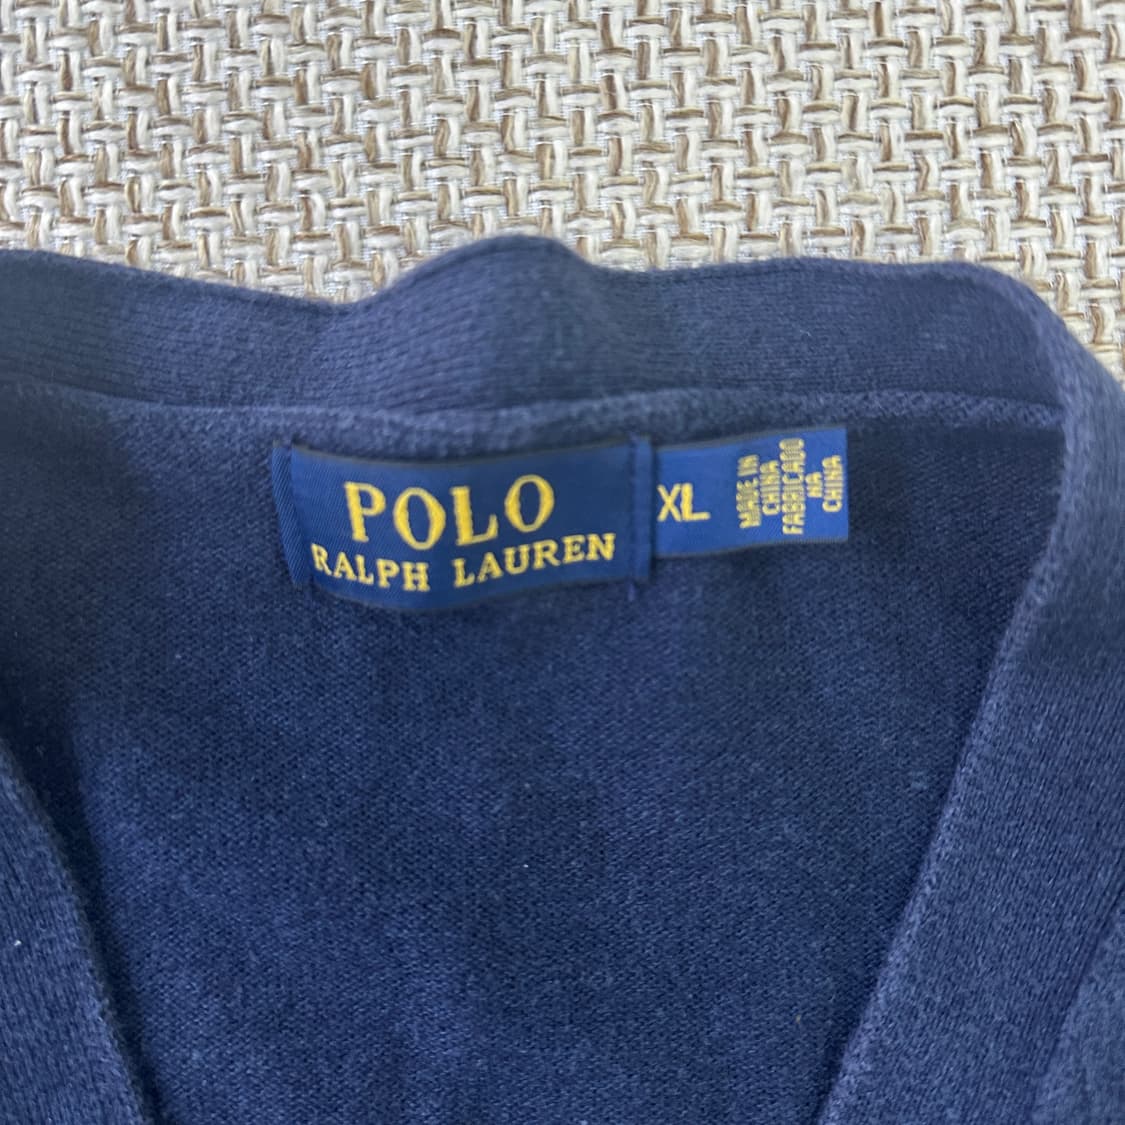 POLO
RALPH LAUREN
XL
MADE IN
CHINA
FABRICADO
NA
CHINA